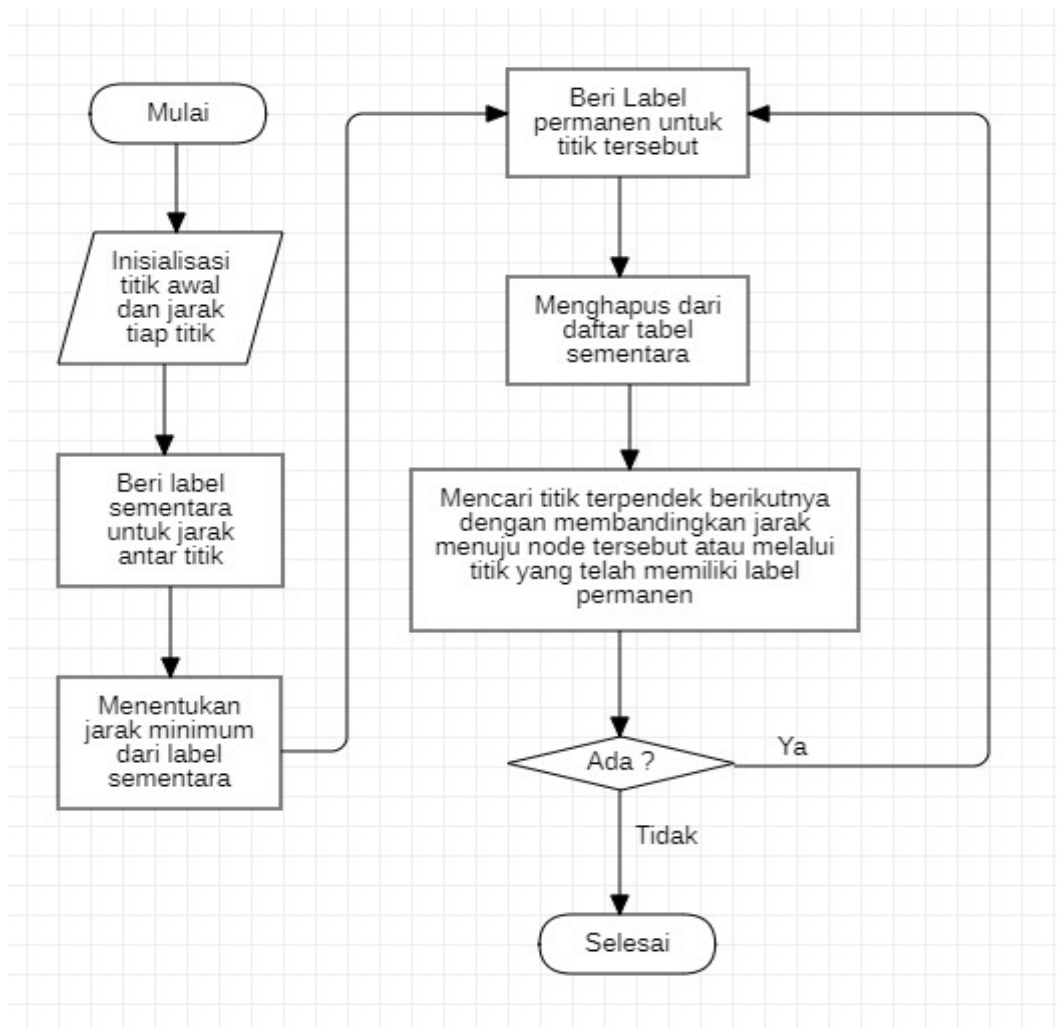 Mulai
Inisialisasi
titik awal
dan jarak
tiap titik
Beri label
sementara
untuk jarak
antar titik
Menentukan
jarak minimum
dari label
sementara
Beri Label
permanen untuk
titik tersebut
Menghapus dari
daftar tabel
sementara
Mencari titik terpendek berikutnya
dengan membandingkan jarak
menuju node tersebut atau melalui
titik yang telah memiliki label
permanen
Ada ?
Ya
Tidak
Selesai